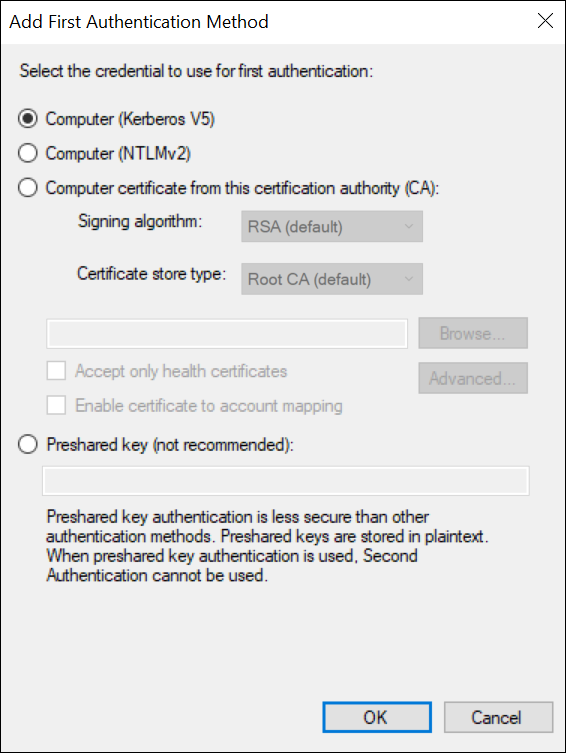 Add First Authentication Method
Select the credential to use for first authentication:
Computer (Kerberos V5)
Computer (NTLMv2)
Computer certificate from this certification authority (CA):
Signing algorithm:
RSA (default)
Certificate store type:
Root CA (default)
Browse...
Accept only health certificates
Advanced...
Enable certificate to account mapping
Preshared key (not recommended):
Preshared key authentication is less secure than other
authentication methods. Preshared keys are stored in plaintext.
When preshared key authentication is used, Second
Authentication cannot be used.
OK
Cancel